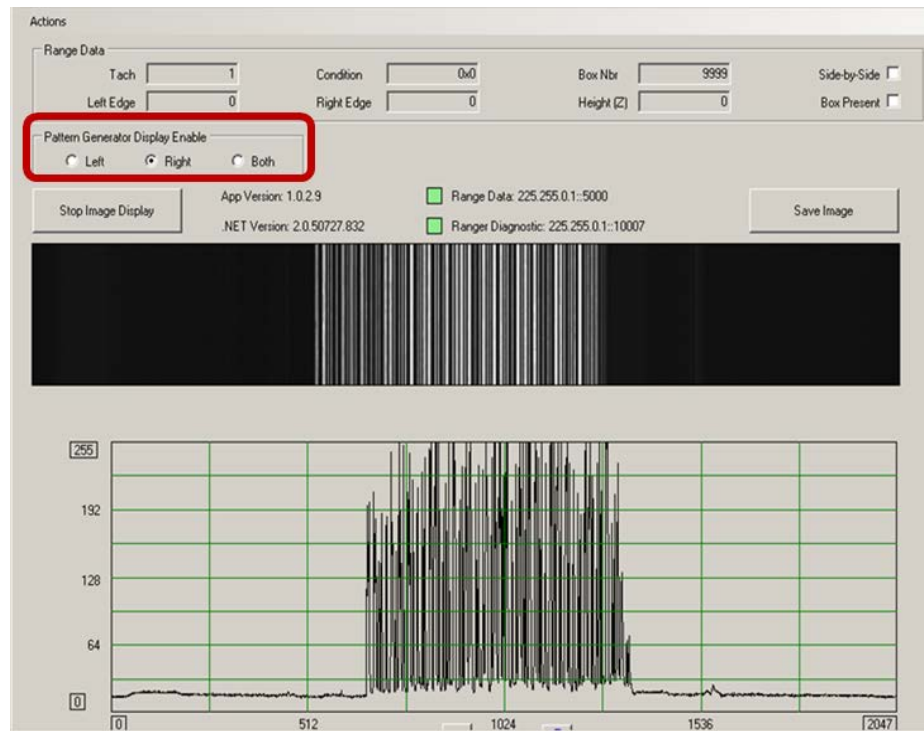 Actions
Range Data
Tach 1 Condition 0x0 Box Nbr 9999 Side-by-Side
Left Edge 0 Right Edge 0 Height (Z) 0 Box Present
Pattern Generator Display Enable
Left Right Both
Stop Image Display App Version: 1.0.2.9 Range Data: 225.255.0.1::5000 Save Image
.NET Version: 2.0.50727.832 Ranger Diagnostic: 225.255.0.1::10007
255
192
128
64
0
0 512 1024 1536 2047